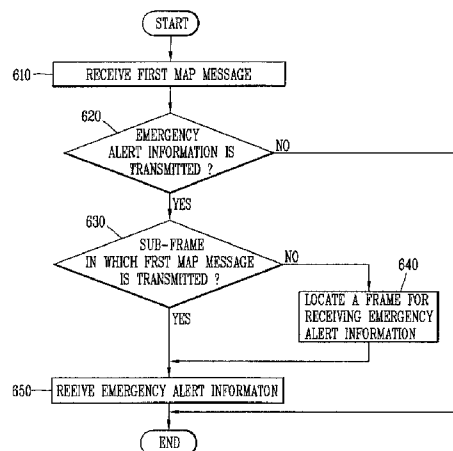 START
610
RECEIVE FIRST MAP MESSAGE
620
EMERGENCY
ALERT INFORMATION IS
TRANSMITTED ?
NO
YES
630
SUB-FRAME
IN WHICH FRST MAP MESSAGE
IS TRANSMITTED ?
NO
640
LOCATE A FRAME FOR
RECEIVING EMERGENCY
ALERT INFORMATION
YES
650
REEIVE EMERGENCY ALERT INFORMATON
END